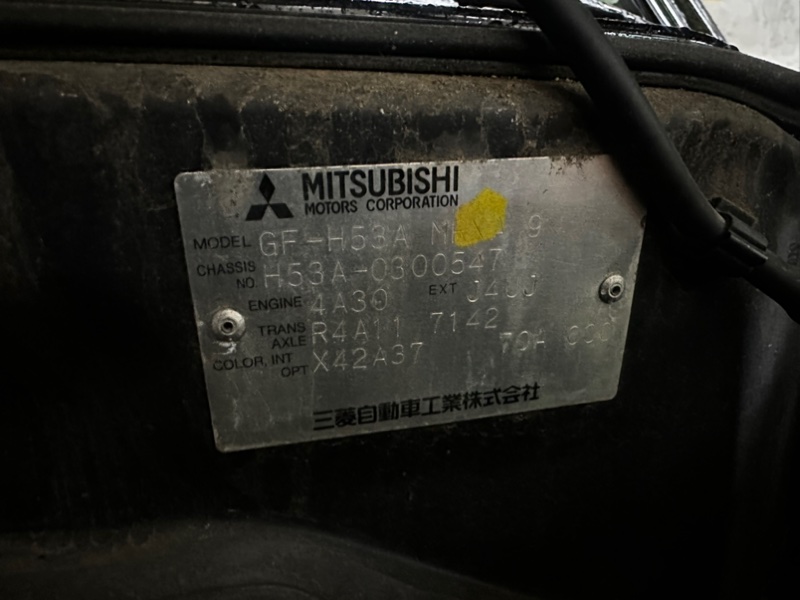 MITSUBISHI
MOTORS CORPORATION
MODEL GF-H53A
CHASSIS NO. H53A-0300547
ENGINE 4A30 EXT
TRANS AXLE R4A11 7142
COLOR, INT OPT X42A37
三菱自動車工業株式会社